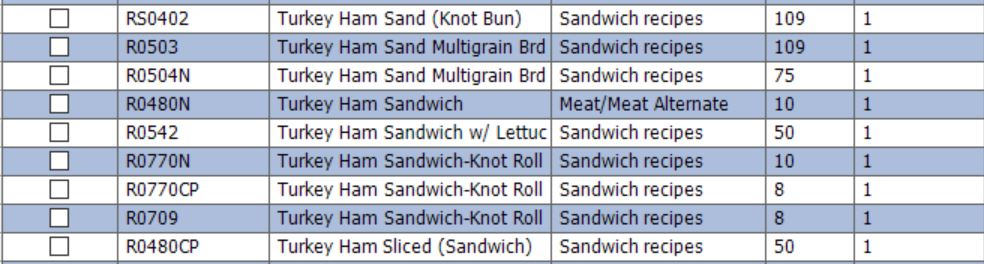 RS0402 Turkey Ham Sand (Knot Bun) Sandwich recipes 109 1
R0503 Turkey Ham Sand Multigrain Brd Sandwich recipes 109 1
R0504N Turkey Ham Sand Multigrain Brd Sandwich recipes 75 1
R0480N Turkey Ham Sandwich Meat/Meat Alternate 10 1
R0542 Turkey Ham Sandwich w/ Lettuc Sandwich recipes 50 1
R0770N Turkey Ham Sandwich-Knot Roll Sandwich recipes 10 1
R0770CP Turkey Ham Sandwich-Knot Roll Sandwich recipes 8 1
R0709 Turkey Ham Sandwich-Knot Roll Sandwich recipes 8 1
R0480CP Turkey Ham Sliced (Sandwich) Sandwich recipes 50 1